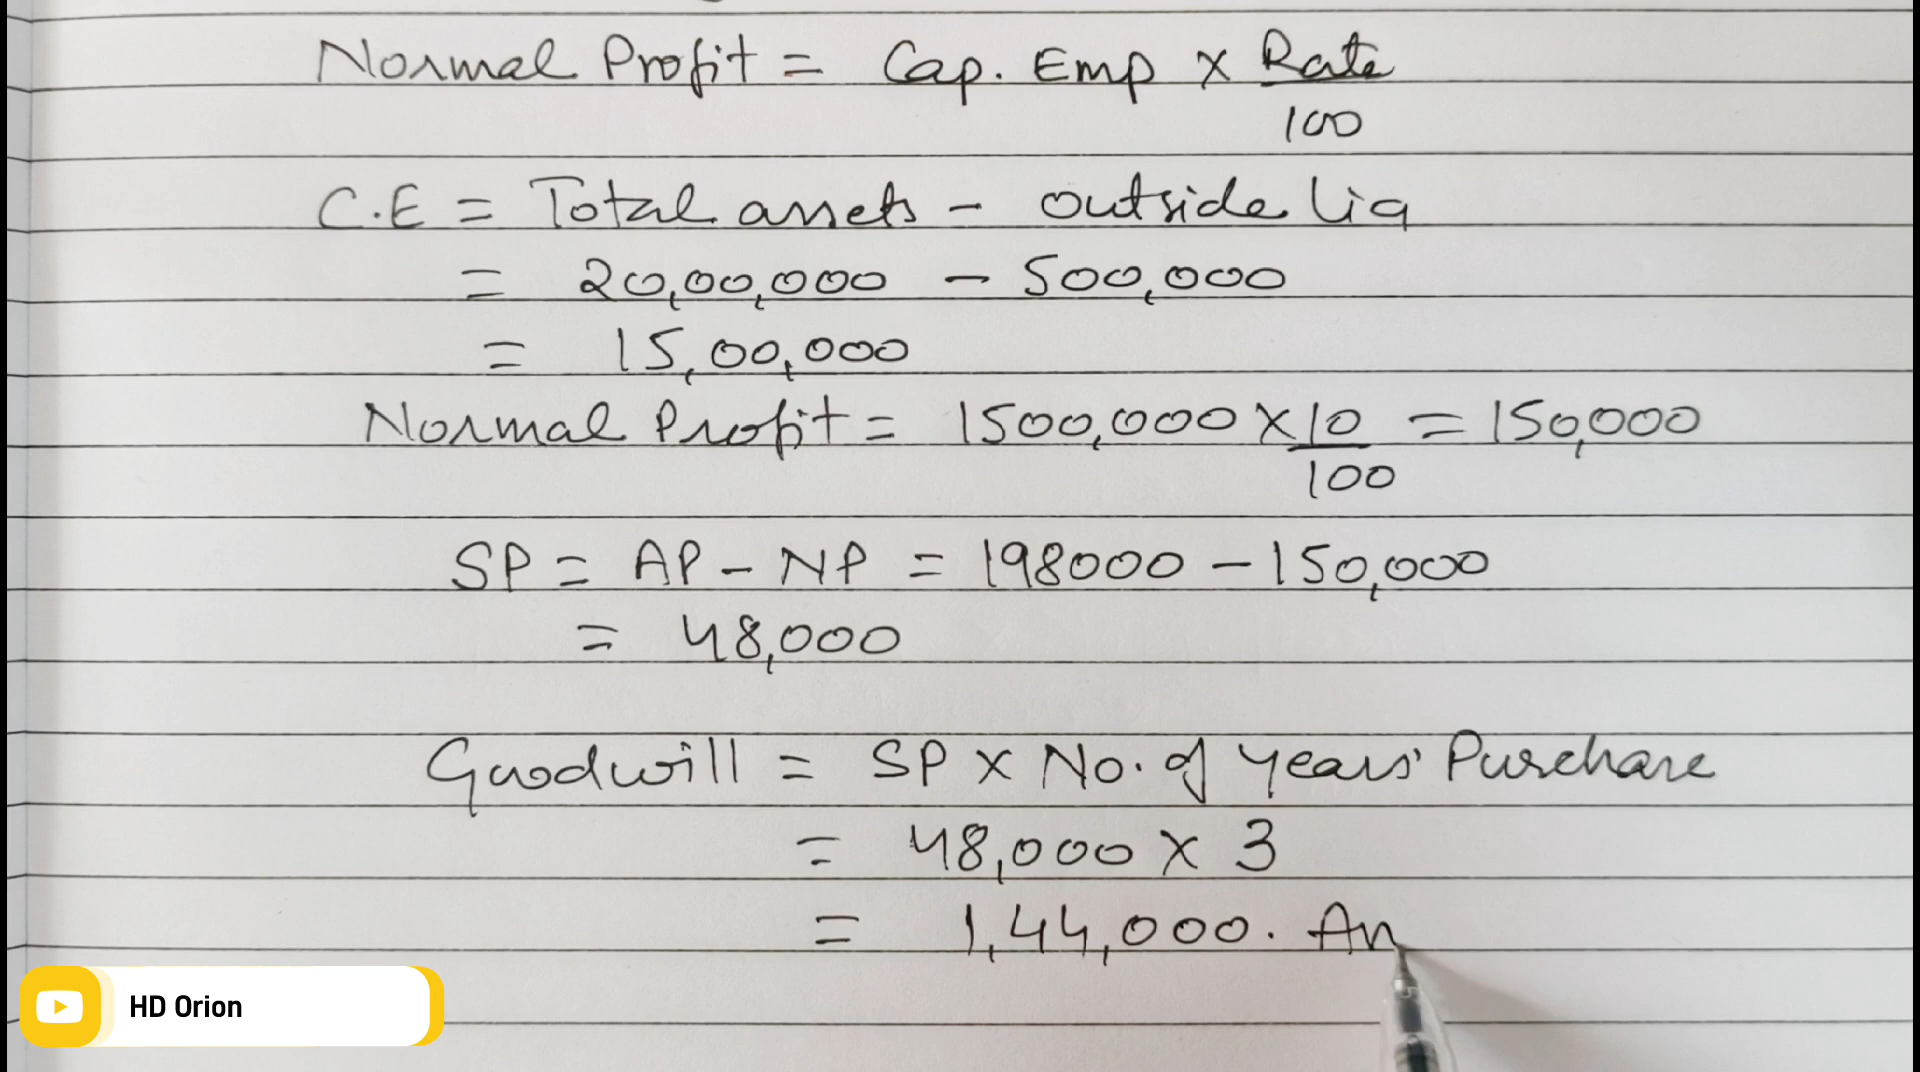 Normal Profit = Cap. Emp × Rate
100
C.E = Total assets - outside Liq
= 20,00,000 - 500,000
= 15,00,000
Normal Profit = 1500,000 × 10 = 150,000
100
SP = AP - NP = 198000 - 150,000
= 48,000
Goodwill = SP × No. of Years' Purchase
= 48,000 × 3
= 1,44,000. An
HD Orion